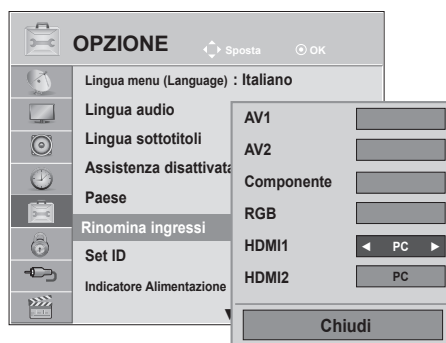 OPZIONE
Sposta
OK
Lingua menu (Language) : Italiano
Lingua audio
Lingua sottotitoli
Assistenza disattivata
Paese
Rinomina ingressi
Set ID
Indicatore Alimentazione
AV1
AV2
Componente
RGB
HDMI1 ◄ PC ►
HDMI2 PC
Chiudi